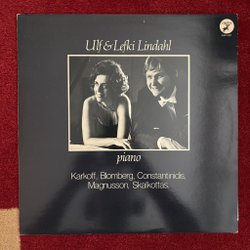 Ulf & Lefki Lindahl
piano
Karkoff, Blomberg, Constantinidis,
Magnusson, Skalkottas.